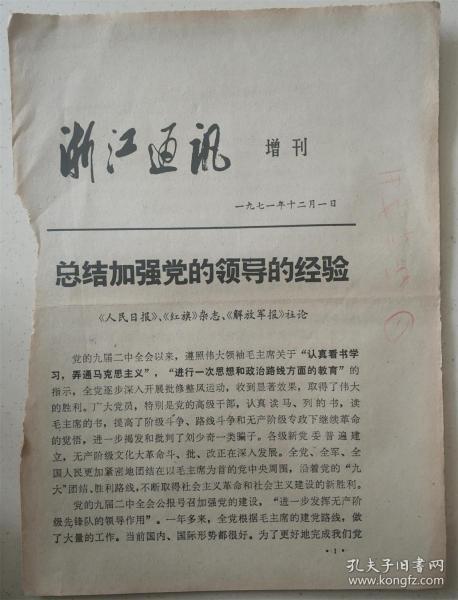 浙江通讯
增刊
一九七一年十二月一日
总结加强党的领导的经验
《人民日报》、《红旗》杂志、《解放军报》社论
党的九届二中全会以来，遵照伟大领袖毛主席关于“认真看书学
习，弄通马克思主义”，“进行一次思想和政治路线方面的教育”的
指示，全党逐步深入开展批修整风运动，收到显著效果，取得了伟大
的胜利。广大党员，特别是党的高级干部，认真读马、列的书，读
毛主席的书，提高了阶级斗争、路线斗争和无产阶级专政下继续革命
的觉悟，进一步揭发和批判了刘少奇一类骗子。各级新党委普遍建
立，无产阶级文化大革命斗、批、改正在深入发展。全党、全军、全
国人民更加紧密地团结在以毛主席为首的党中央周围，沿着党的“九
大”团结、胜利路线，不断取得社会主义革命和社会主义建设的新胜利。
党的九届二中全会公报号召加强党的建设，“进一步发挥无产阶
级先锋队的领导作用”。一年多来，全党根据毛主席的建党路线，做
了大量的工作。当前国内、国际形势都很好。为了更好地完成我们党
·1·
孔夫子旧书网
www.kongfz.com